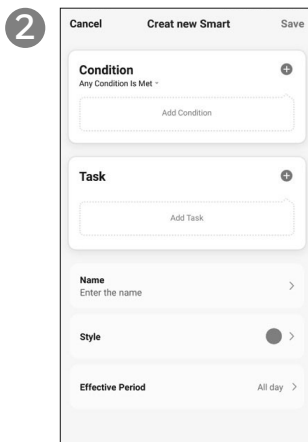 2
Cancel Creat new Smart Save
Condition
Any Condition Is Met
Add Condition
Task
Add Task
Name
Enter the name
Style
Effective Period All day